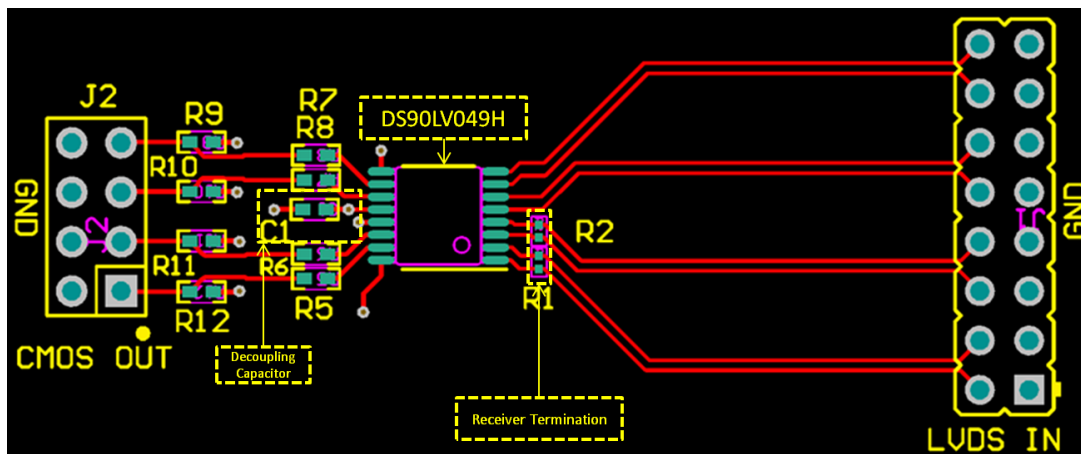 J2
R9
R7
R8
DS90LV049H
R10
GND
J2
C1
R2
J1
GND
R11
R6
R5
R1
R12
CMOS OUT
Decoupling
Capacitor
Receiver Termination
LVDS IN